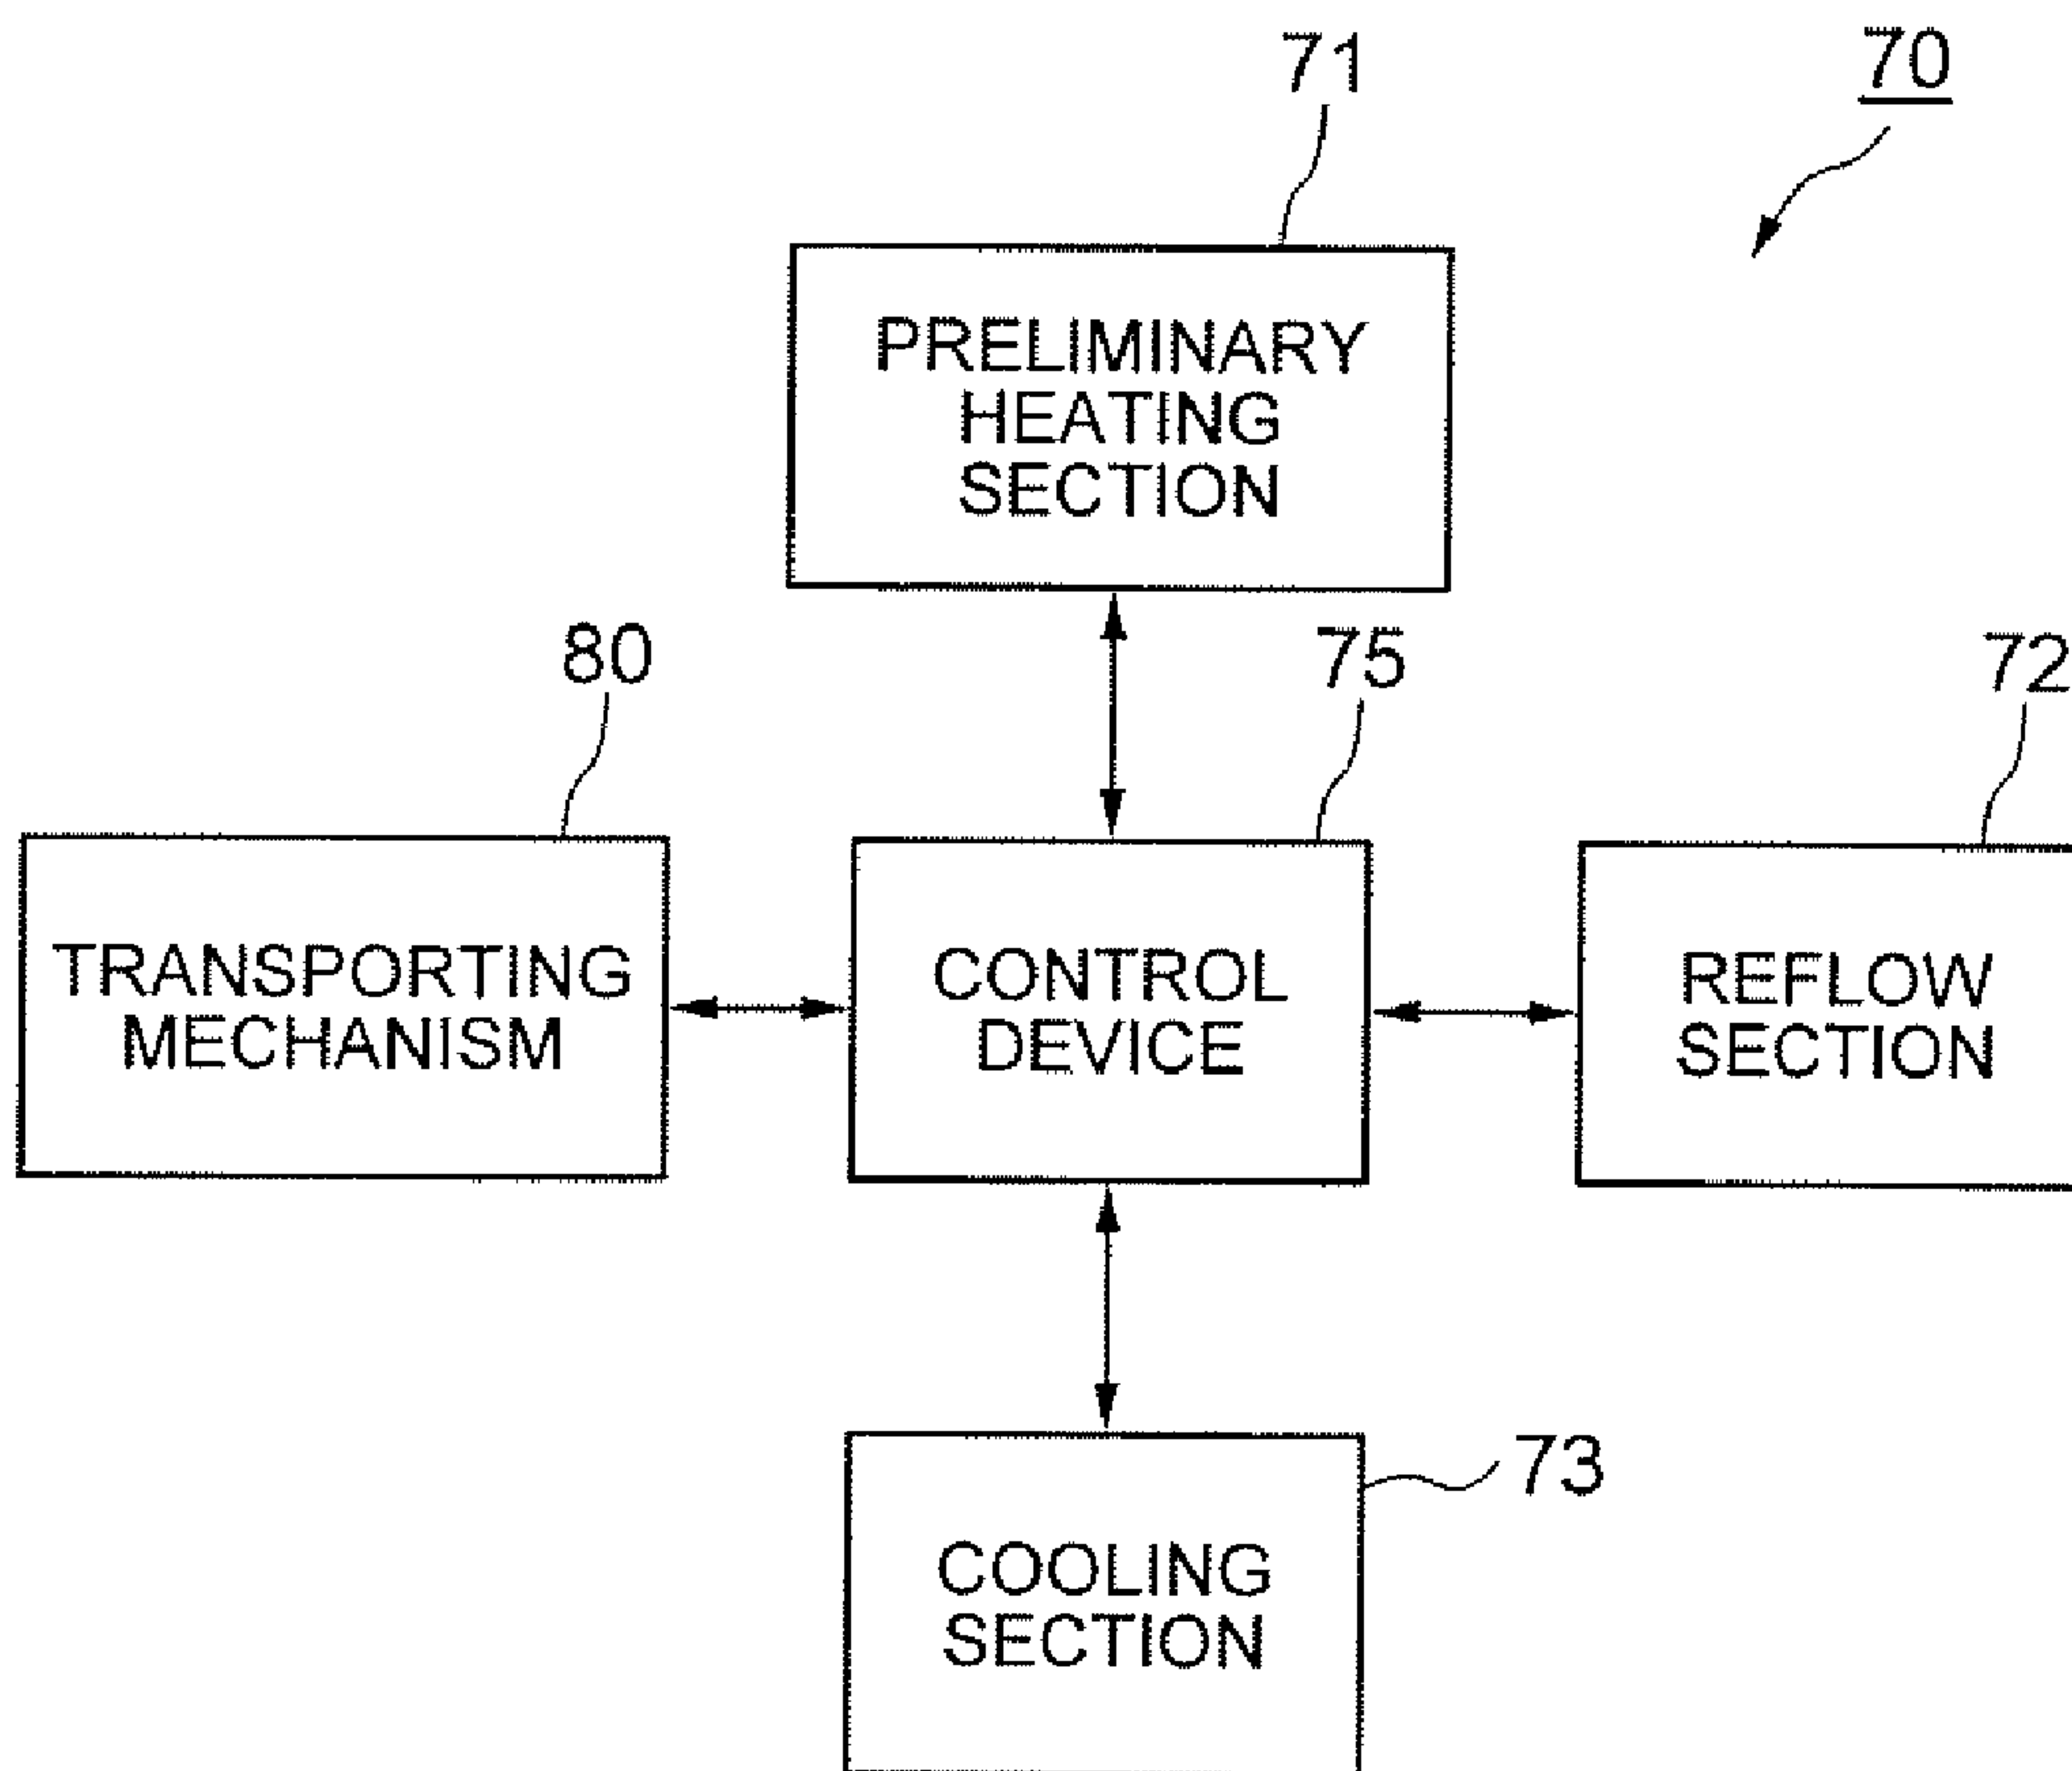 71
70
PRELIMINARY
HEATING
SECTION
80
75
72
TRANSPORTING
MECHANISM
CONTROL
DEVICE
REFLOW
SECTION
73
COOLING
SECTION